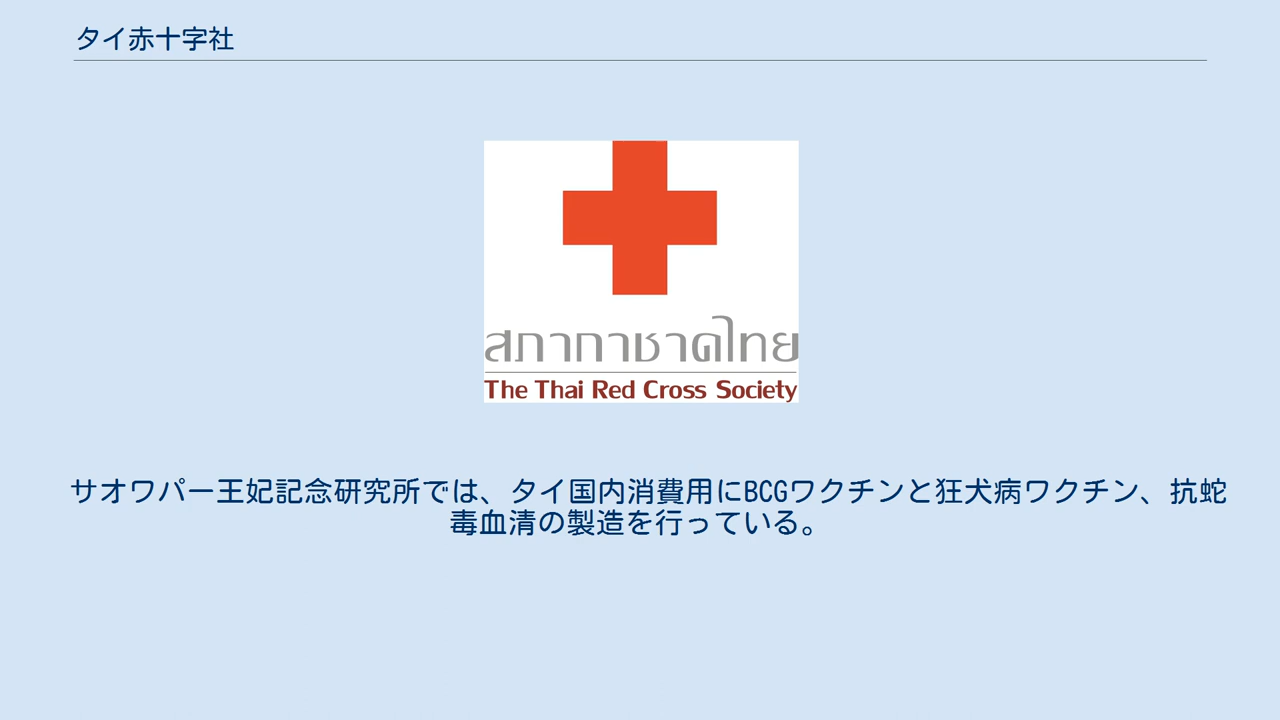 タイ赤十字社
สภากาชาดไทย
The Thai Red Cross Society
サオワパー王妃記念研究所では、タイ国内消費用にBCGワクチンと狂犬病ワクチン、抗蛇
毒血清の製造を行っている。